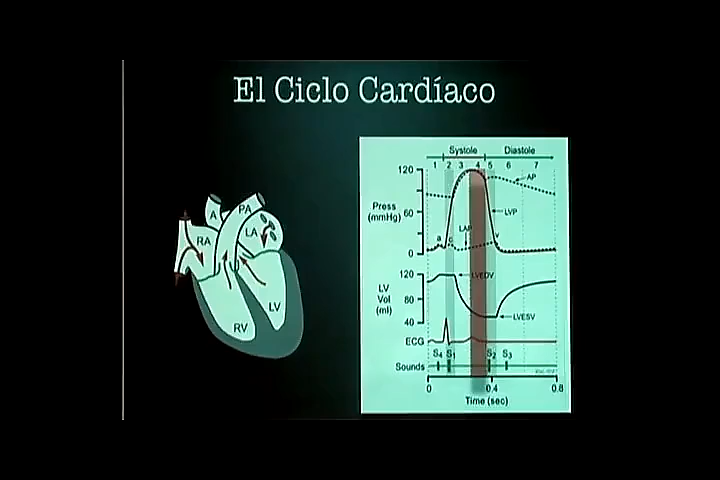 El Ciclo Cardíaco
A
PA
RA
LA
LV
RV
Systole Diastole
1 2 3 4 5 6 7
120
AP
Press
(mmHg)
60
LVP
LAP
a c v
0
120
LVEDV
LV
Vol
(ml)
80
LVESV
40
ECG
S4 S1 S2 S3
Sounds
0 0.4 0.8
Time (sec)